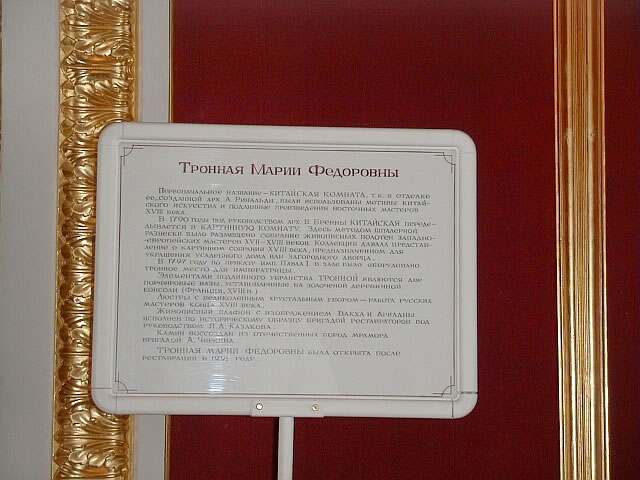 Тронная Марии Федоровны
Первоначальное название – КИТАЙСКАЯ КОМНАТА, т.к. в отделке
ее, созданной арх. А. Ринальди, были использованы мотивы китай-
ского искусства и подлинные произведения восточных мастеров
XVIII века.
В 1790 годы под руководством арх. В. Бренны КИТАЙСКАЯ переде-
лывается в КАРТИННУЮ КОМНАТУ. Здесь методом шпалерной
развески было размещено собрание живописных полотен западно-
-европейских мастеров XVII–XVIII веков. Коллекция давала представ-
ление о картинном собрании XVIII века, предназначенном для
украшения усадебного дома или загородного дворца.
В 1797 году по приказу имп. Павла I в зале было оборудовано
тронное место для императрицы.
Элементами подлинного убранства ТРОННОЙ являются две
порфировые вазы, установленные на золоченой деревянной
консоли (Франция, XVIII в.)
Люстры с великолепным хрустальным убором – работа русских
мастеров конца XVIII века.
Живописный плафон с изображением Вакха и Ариадны
исполнен по историческому образцу бригадой реставраторов под
руководством Я.А. Казакова.
Камин воссоздан из отечественных пород мрамора
бригадой А. Чиркина
ТРОННАЯ МАРИИ ФЕДОРОВНЫ была открыта после
реставрации в году.